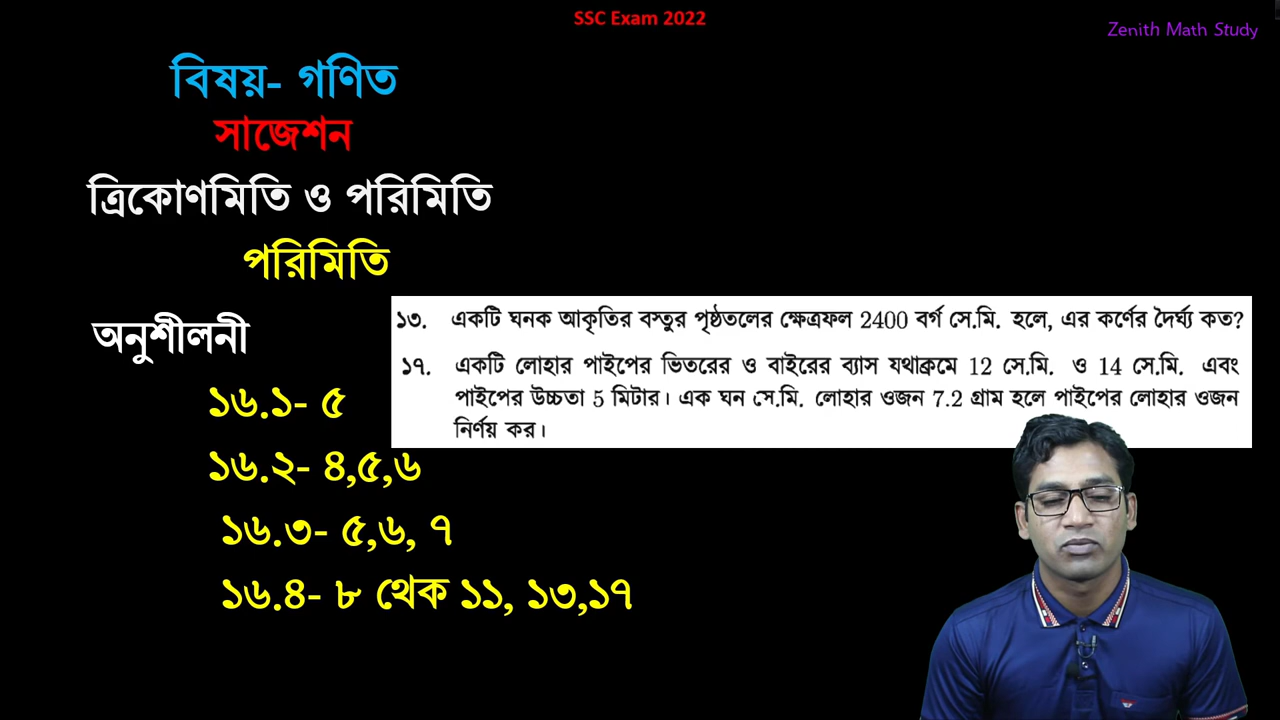 SSC Exam 2022
Zenith Math Study
বিষয়- গণিত
সাজেশন
ত্রিকোণমিতি ও পরিমিতি
পরিমিতি
অনুশীলনী
১৬.১- ৫
১৬.২- ৪,৫,৬
১৬.৩- ৫,৬, ৭
১৬.৪- ৮ থেক ১১, ১৩,১৭
১৩. একটি ঘনক আকৃতির বস্তুর পৃষ্ঠতলের ক্ষেত্রফল 2400 বর্গ সে.মি. হলে, এর কর্ণের দৈর্ঘ্য কত?
১৭. একটি লোহার পাইপের ভিতরের ও বাইরের ব্যাস যথাক্রমে 12 সে.মি. ও 14 সে.মি. এবং
পাইপের উচ্চতা 5 মিটার। এক ঘন সে.মি. লোহার ওজন 7.2 গ্রাম হলে পাইপের লোহার ওজন
নির্ণয় কর।